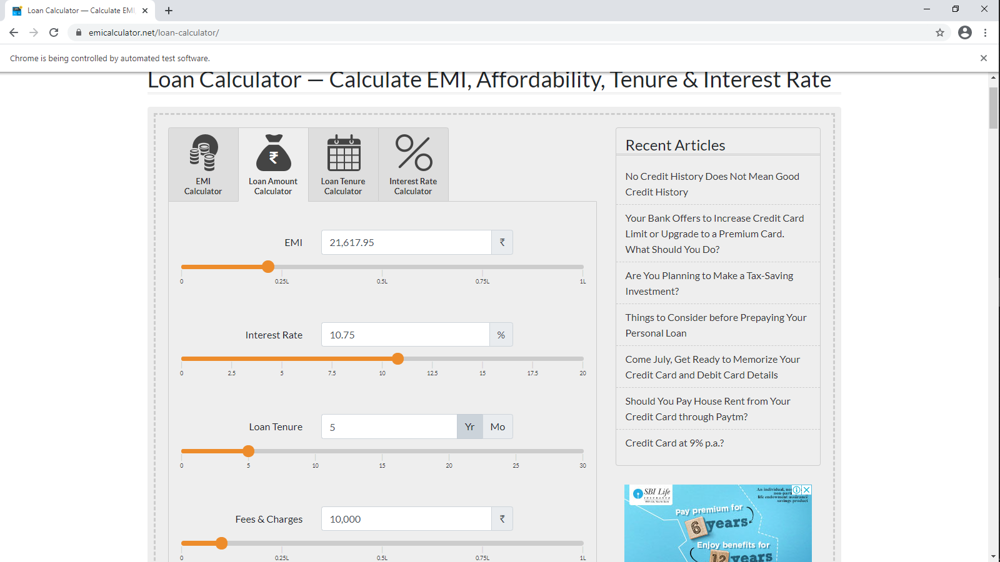 Loan Calculator — Calculate EMI
emicalculator.net/loan-calculator/
Chrome is being controlled by automated test software.
Loan Calculator — Calculate EMI, Affordability, Tenure & Interest Rate
EMI
Calculator
₹
Loan Amount
Calculator
Loan Tenure
Calculator
Interest Rate
Calculator
EMI 21,617.95 ₹
0 0.25L 0.5L 0.75L 1L
Interest Rate 10.75 %
0 2.5 5 7.5 10 12.5 15 17.5 20
Loan Tenure 5 Yr Mo
0 5 10 15 20 25 30
Fees & Charges 10,000 ₹
0 0.25L 0.5L 0.75L 1L
Recent Articles
No Credit History Does Not Mean Good
Credit History
Your Bank Offers to Increase Credit Card
Limit or Upgrade to a Premium Card.
What Should You Do?
Are You Planning to Make a Tax-Saving
Investment?
Things to Consider before Prepaying Your
Personal Loan
Come July, Get Ready to Memorize Your
Credit Card and Debit Card Details
Should You Pay House Rent from Your
Credit Card through Paytm?
Credit Card at 9% p.a.?
SBI Life
INSURANCE
With Us, You're Sure
An individual,
life endowment assurance
savings product
Pay premium for
6 years
Enjoy benefits for
12 years